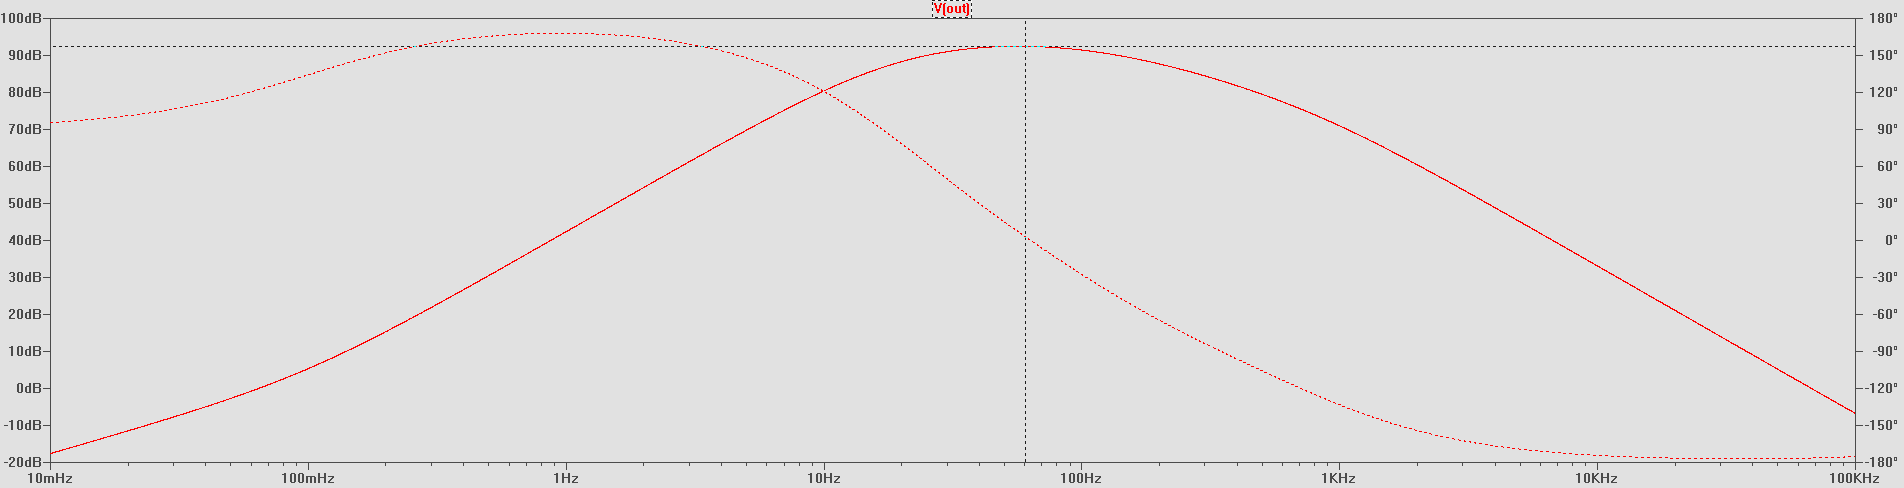 V(out)
100dB 180°
90dB 150°
80dB 120°
70dB 90°
60dB 60°
50dB 30°
40dB 0°
30dB -30°
20dB -60°
10dB -90°
0dB -120°
-10dB -150°
-20dB -180°
10mHz 100mHz 1Hz 10Hz 100Hz 1KHz 10KHz 100KHz